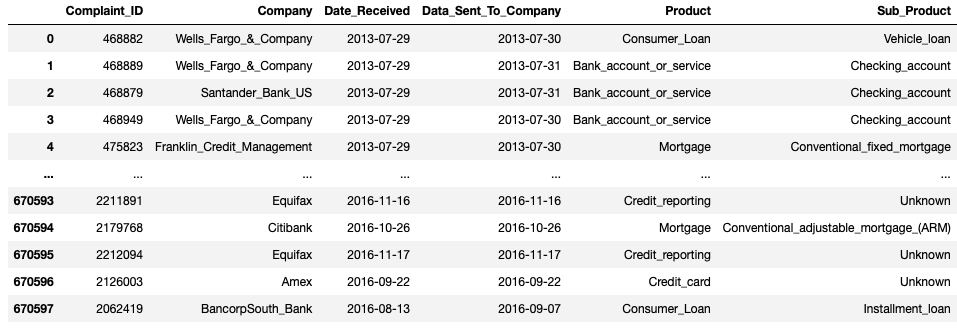 Complaint_ID Company Date_Received Data_Sent_To_Company Product Sub_Product
0 468882 Wells_Fargo_&_Company 2013-07-29 2013-07-30 Consumer_Loan Vehicle_loan
1 468889 Wells_Fargo_&_Company 2013-07-29 2013-07-31 Bank_account_or_service Checking_account
2 468879 Santander_Bank_US 2013-07-29 2013-07-31 Bank_account_or_service Checking_account
3 468949 Wells_Fargo_&_Company 2013-07-29 2013-07-30 Bank_account_or_service Checking_account
4 475823 Franklin_Credit_Management 2013-07-29 2013-07-30 Mortgage Conventional_fixed_mortgage
... ... ... ... ... ... ...
670593 2211891 Equifax 2016-11-16 2016-11-16 Credit_reporting Unknown
670594 2179768 Citibank 2016-10-26 2016-10-26 Mortgage Conventional_adjustable_mortgage_(ARM)
670595 2212094 Equifax 2016-11-17 2016-11-17 Credit_reporting Unknown
670596 2126003 Amex 2016-09-22 2016-09-22 Credit_card Unknown
670597 2062419 BancorpSouth_Bank 2016-08-13 2016-09-07 Consumer_Loan Installment_loan